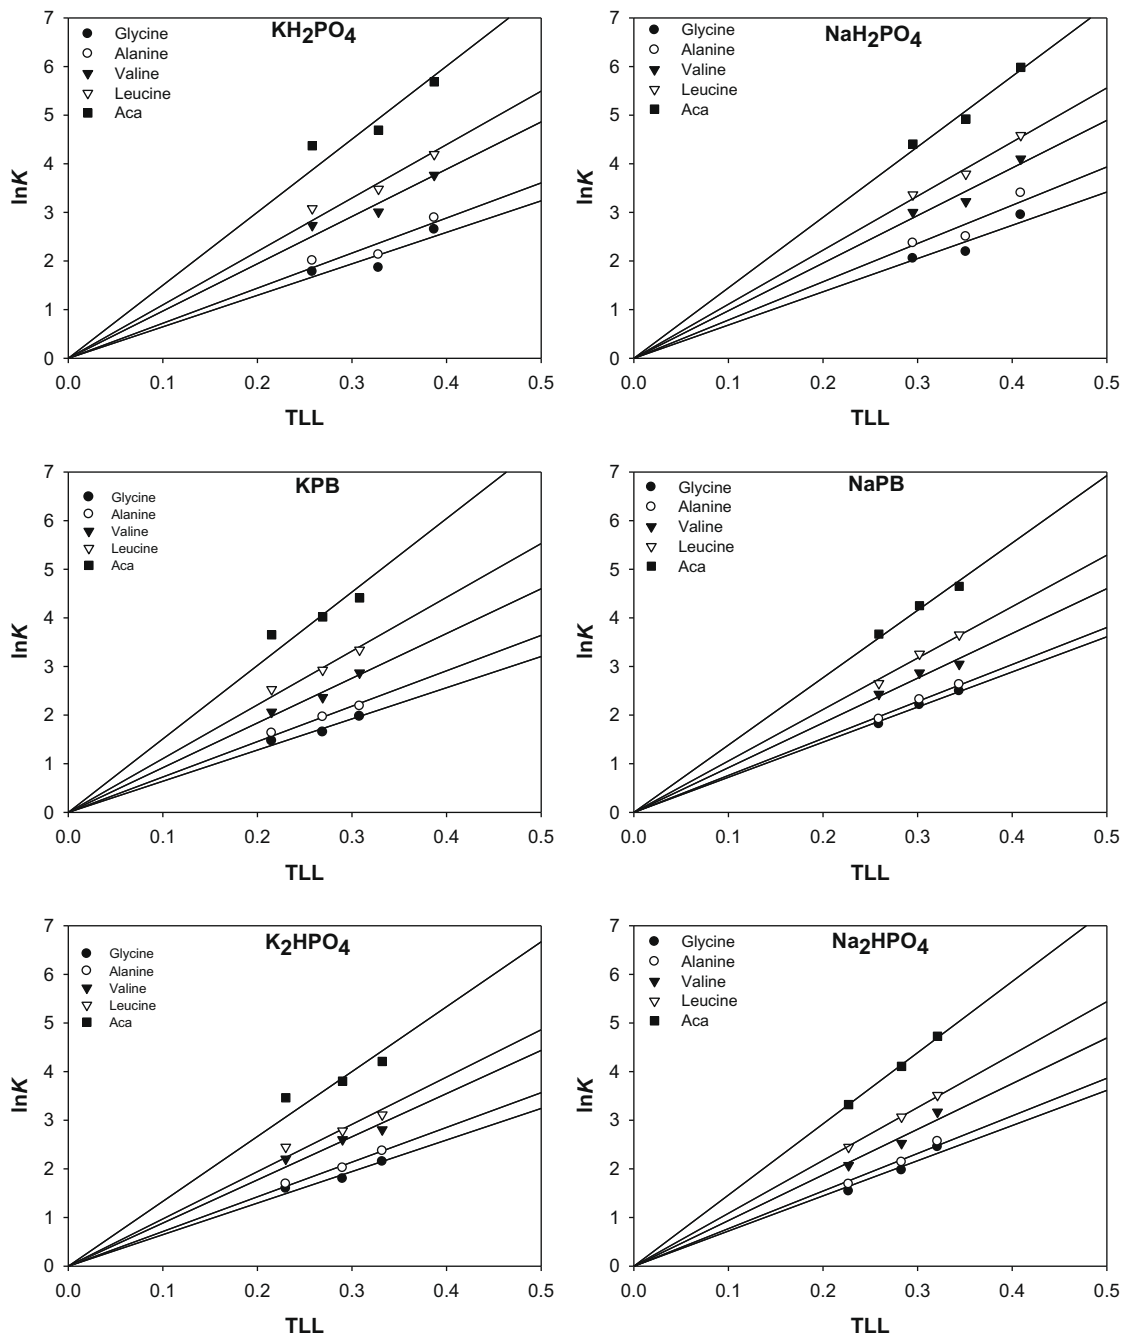 KH2PO4
Glycine
Alanine
Valine
Leucine
Aca
7
6
5
4
3
2
1
0
lnK
0.0 0.1 0.2 0.3 0.4 0.5
TLL
NaH2PO4
Glycine
Alanine
Valine
Leucine
Aca
7
6
5
4
3
2
1
0
lnK
0.0 0.1 0.2 0.3 0.4 0.5
TLL
KPB
Glycine
Alanine
Valine
Leucine
Aca
7
6
5
4
3
2
1
0
lnK
0.0 0.1 0.2 0.3 0.4 0.5
TLL
NaPB
Glycine
Alanine
Valine
Leucine
Aca
7
6
5
4
3
2
1
0
lnK
0.0 0.1 0.2 0.3 0.4 0.5
TLL
K2HPO4
Glycine
Alanine
Valine
Leucine
Aca
7
6
5
4
3
2
1
0
lnK
0.0 0.1 0.2 0.3 0.4 0.5
TLL
Na2HPO4
Glycine
Alanine
Valine
Leucine
Aca
7
6
5
4
3
2
1
0
lnK
0.0 0.1 0.2 0.3 0.4 0.5
TLL